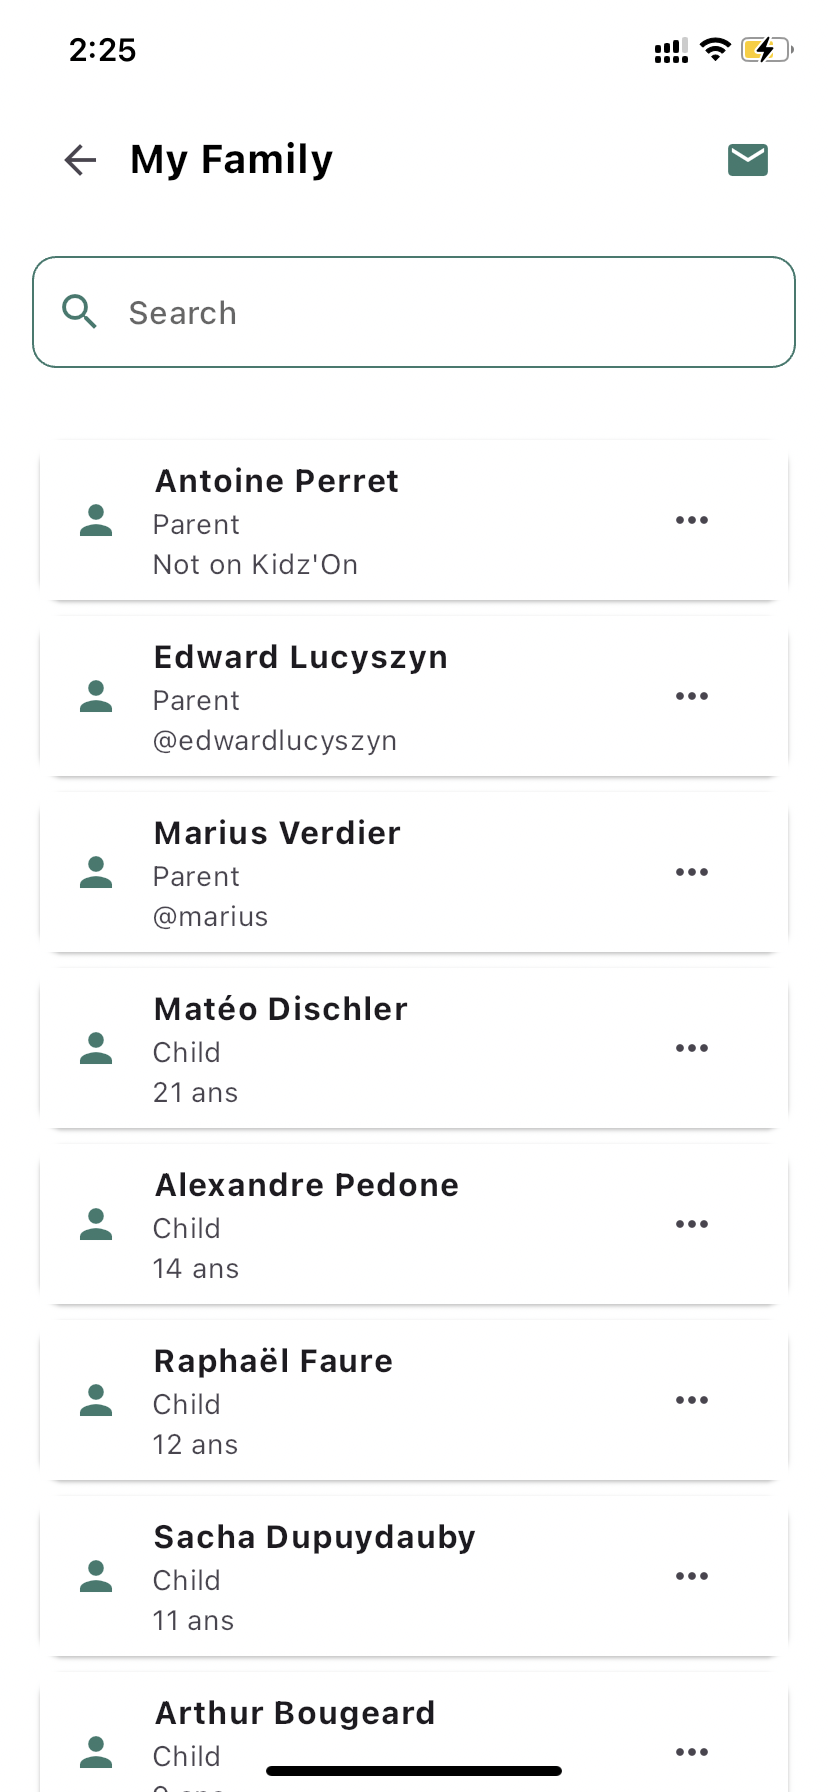 2:25
My Family
Search
Antoine Perret
Parent
Not on Kidz'On
Edward Lucyszyn
Parent
@edwardlucyszyn
Marius Verdier
Parent
@marius
Matéo Dischler
Child
21 ans
Alexandre Pedone
Child
14 ans
Raphaël Faure
Child
12 ans
Sacha Dupuydauby
Child
11 ans
Arthur Bougeard
Child